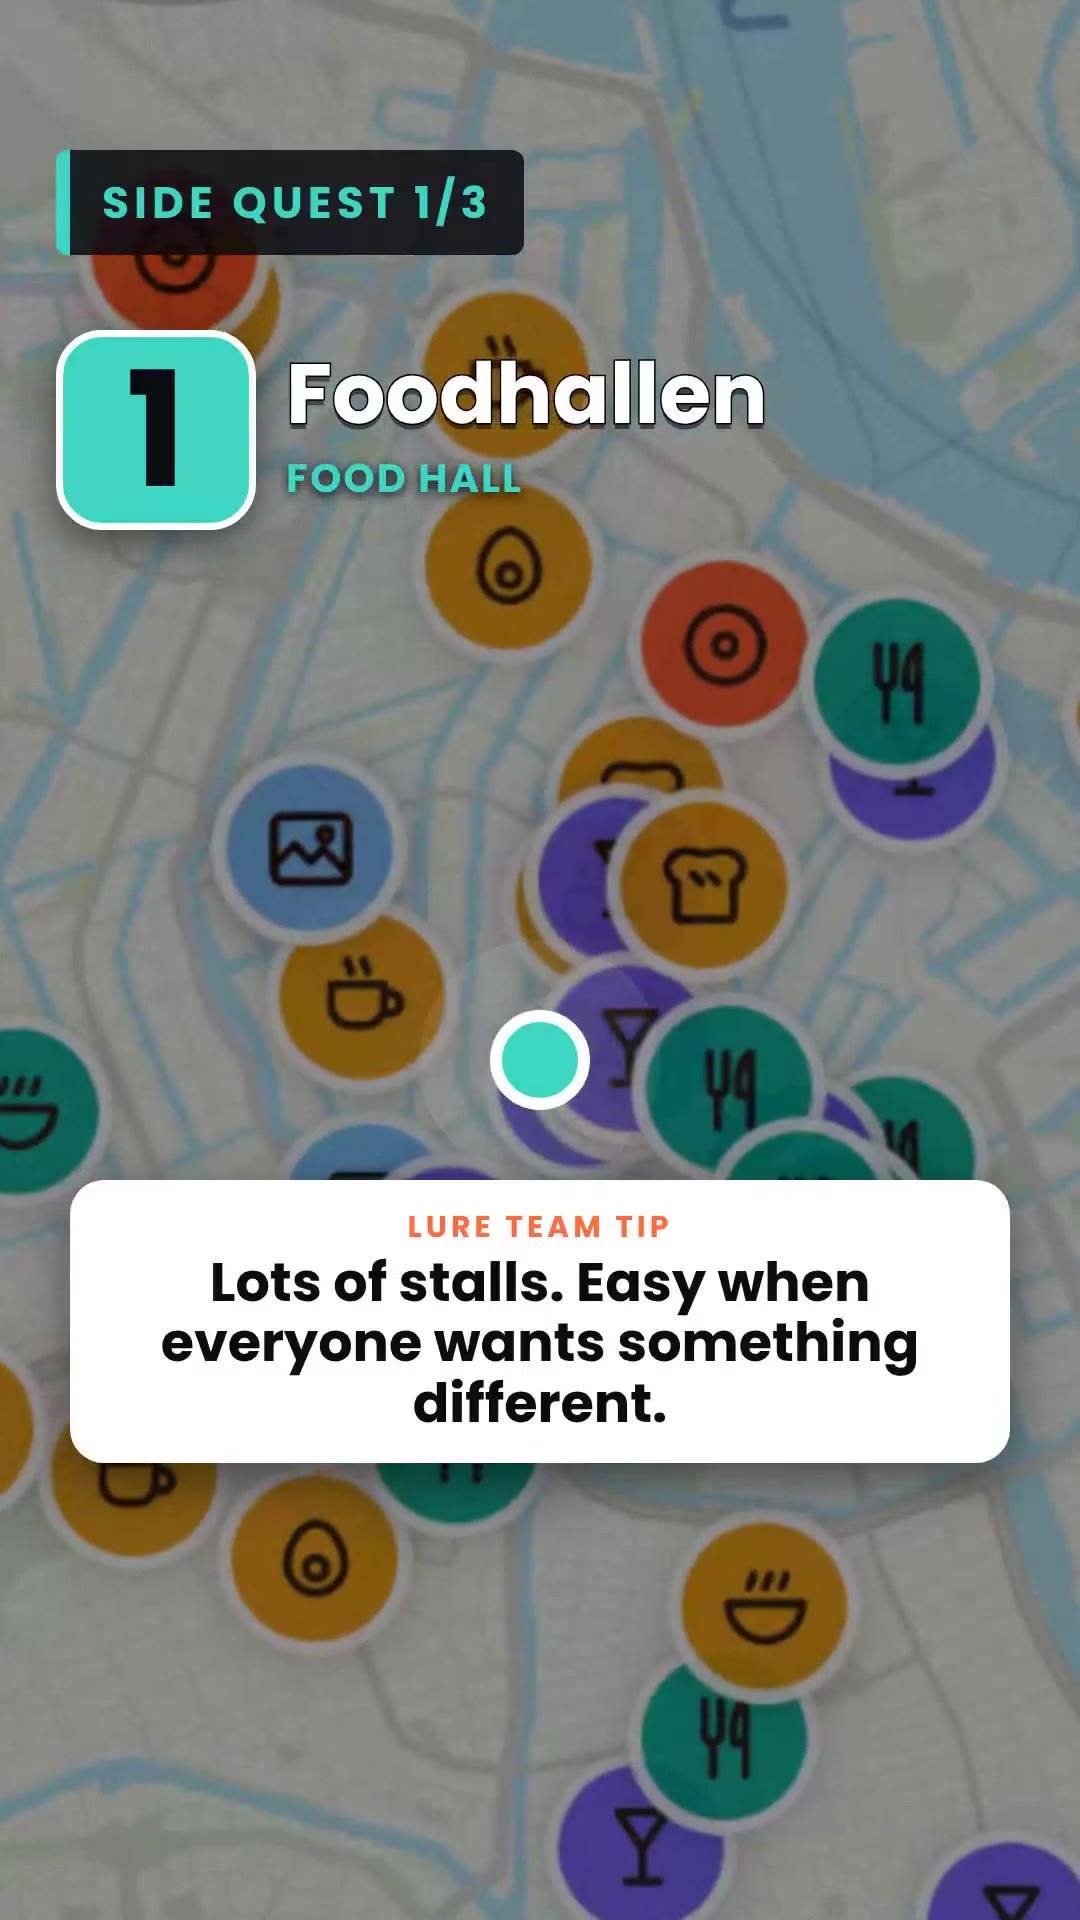 SIDE QUEST 1/3
1
Foodhallen
FOOD HALL
LURE TEAM TIP
Lots of stalls. Easy when
everyone wants something
different.